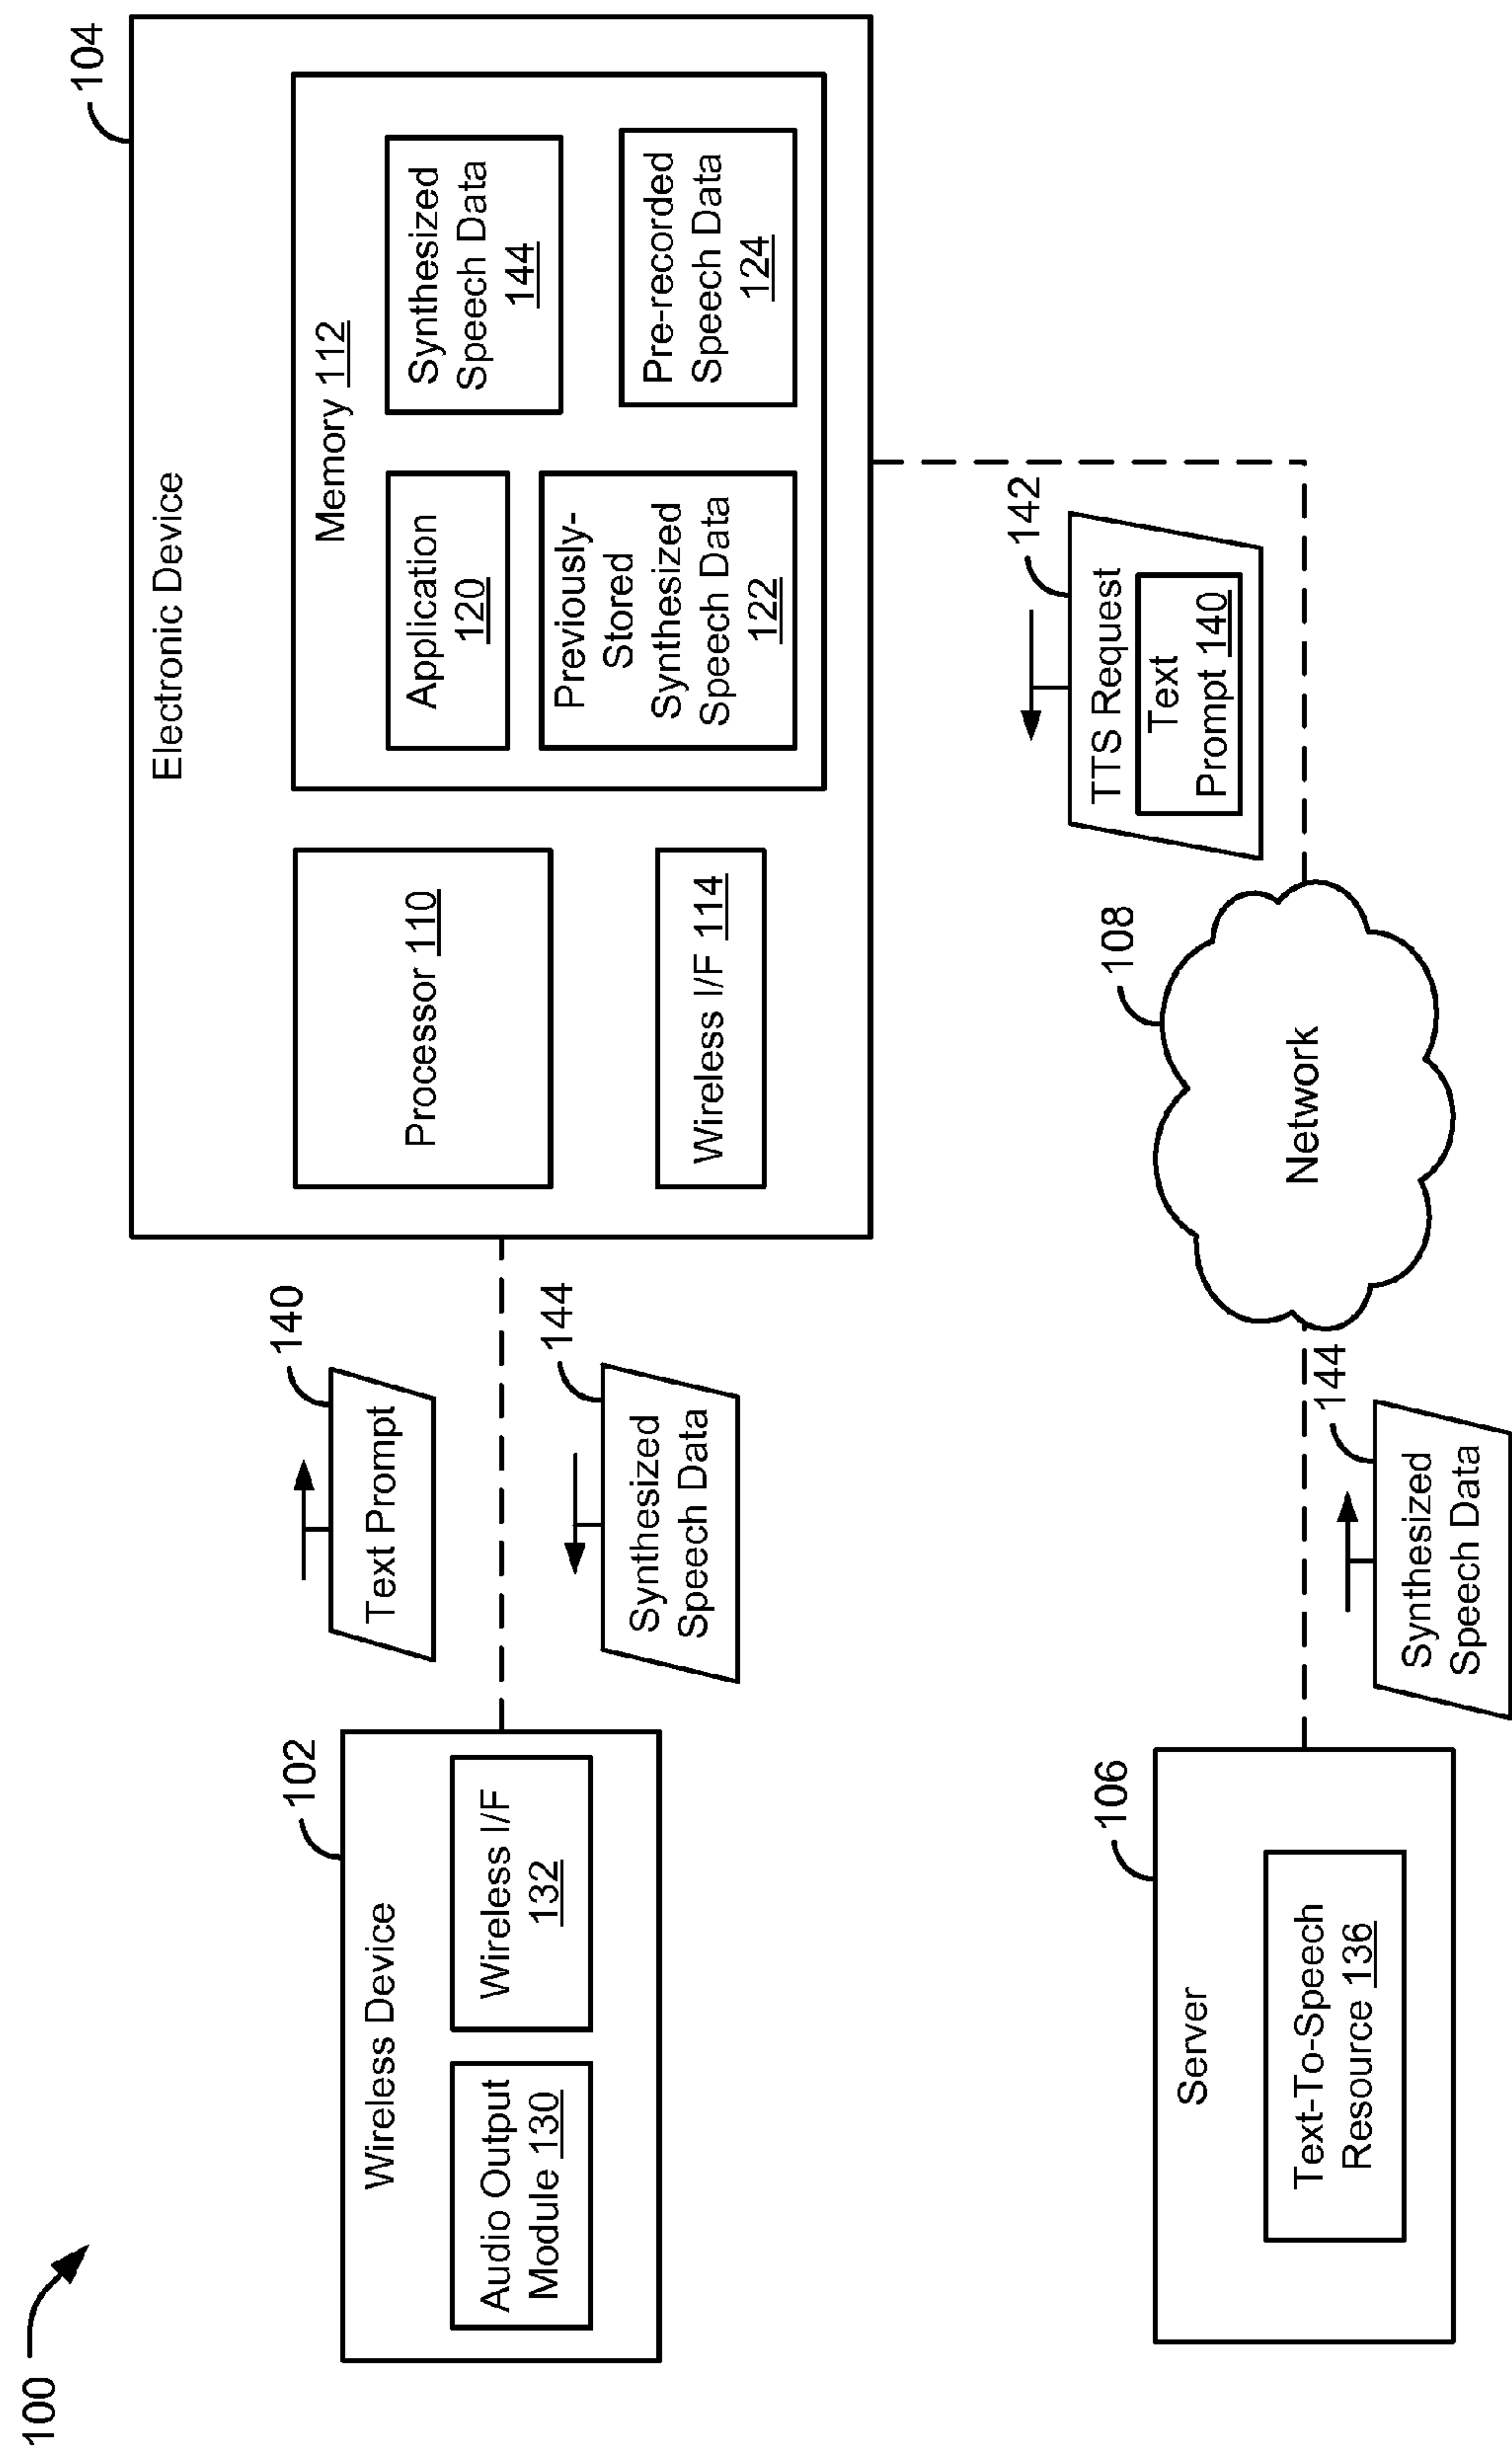 100
104
Electronic Device
Processor 110
Wireless I/F 114
Memory 112
Application
120
Synthesized
Speech Data
144
Previously-
Stored
Synthesized
Speech Data
122
Pre-recorded
Speech Data
124
102
Wireless Device
Audio Output
Module 130
Wireless I/F
132
140
Text Prompt
144
Synthesized
Speech Data
142
TTS Request
Text
Prompt 140
108
Network
106
Server
Text-To-Speech
Resource 136
144
Synthesized
Speech Data